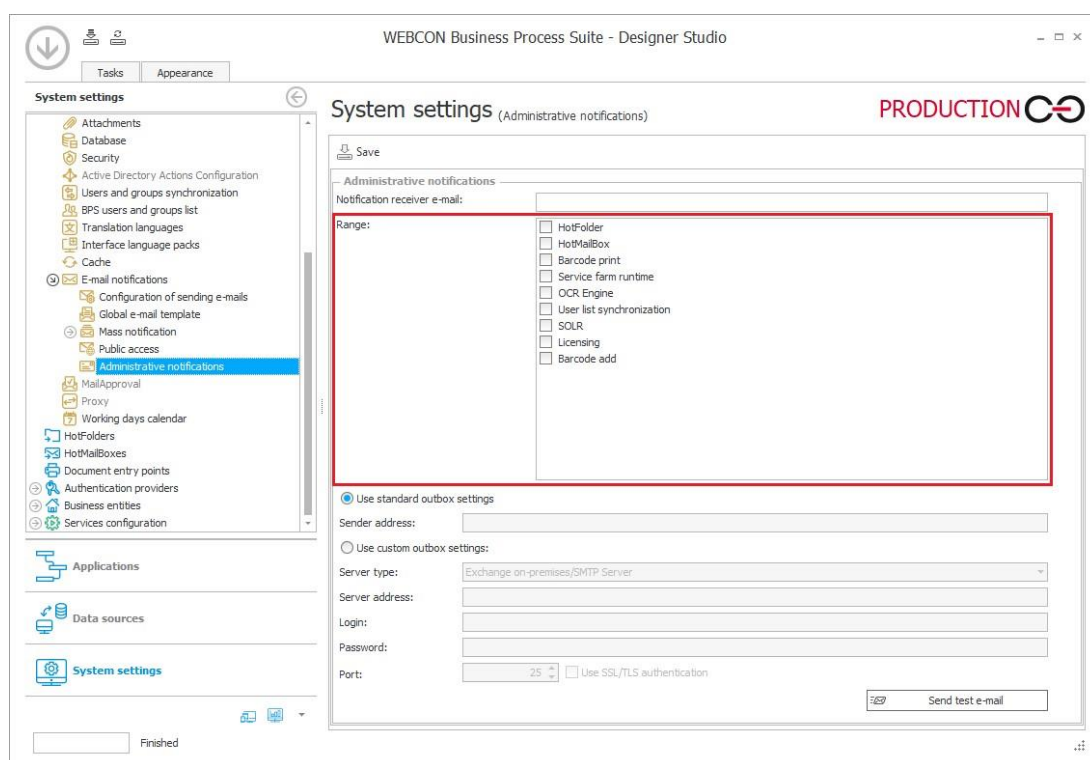 WEBCON Business Process Suite - Designer Studio
Tasks
Appearance
System settings
Attachments
Database
Security
Active Directory Actions Configuration
Users and groups synchronization
BPS users and groups list
Translation languages
Interface language packs
Cache
E-mail notifications
Configuration of sending e-mails
Global e-mail template
Mass notification
Public access
Administrative notifications
MailApproval
Proxy
Working days calendar
HotFolders
HotMailBoxes
Document entry points
Authentication providers
Business entities
Services configuration
Applications
Data sources
System settings
Finished
System settings (Administrative notifications)
PRODUCTION
Save
Administrative notifications
Notification receiver e-mail:
Range:
HotFolder
HotMailBox
Barcode print
Service farm runtime
OCR Engine
User list synchronization
SOLR
Licensing
Barcode add
Use standard outbox settings
Sender address:
Use custom outbox settings:
Server type: Exchange on-premises/SMTP Server
Server address:
Login:
Password:
Port: 25 Use SSL/TLS authentication
Send test e-mail